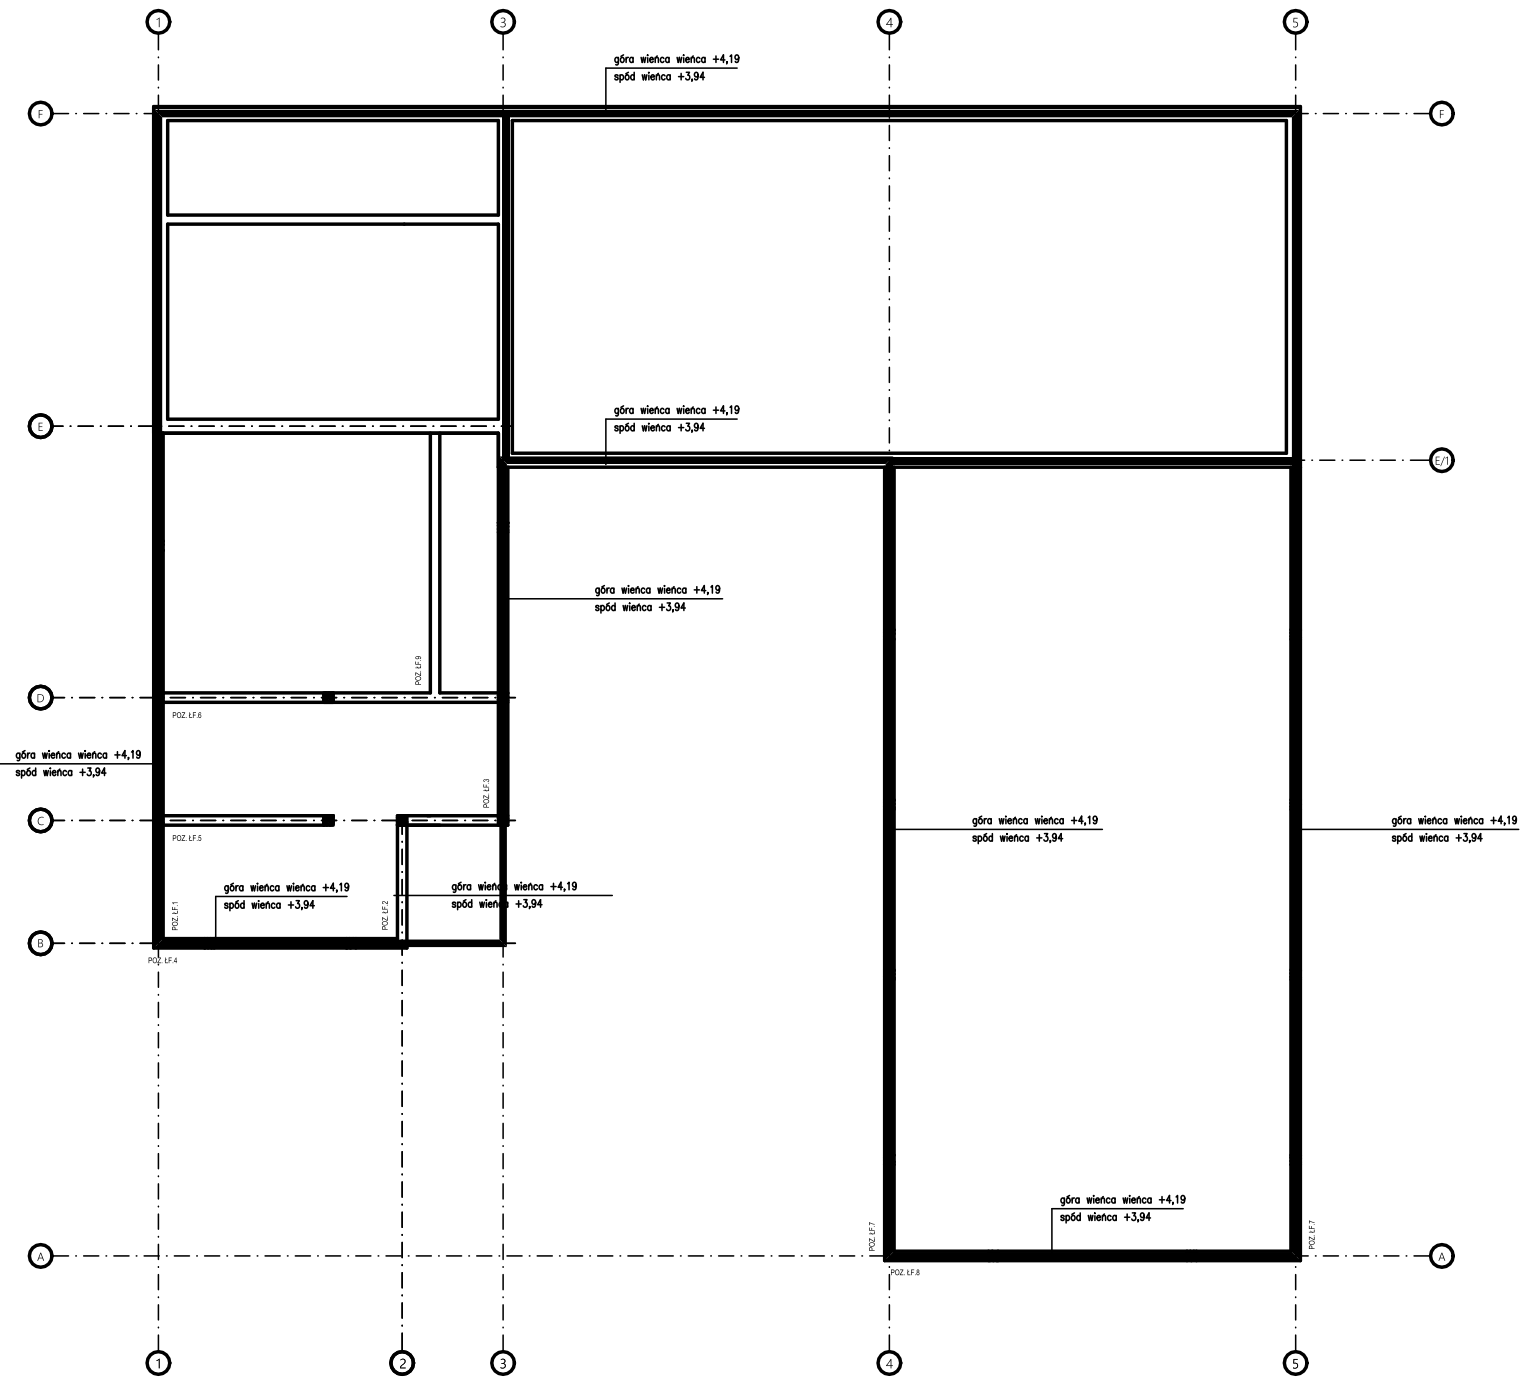 1
3
4
5
góra wieńca wieńca +4,19
spód wieńca +3,94
F
F
góra wieńca wieńca +4,19
spód wieńca +3,94
E
E/1
góra wieńca wieńca +4,19
spód wieńca +3,94
POZ. ŁF.9
D
POZ. ŁF.6
góra wieńca wieńca +4,19
spód wieńca +3,94
POZ. ŁF.3
C
POZ. ŁF.5
góra wieńca wieńca +4,19
spód wieńca +3,94
góra wieńca wieńca +4,19
spód wieńca +3,94
góra wieńca wieńca +4,19
spód wieńca +3,94
góra wieńca wieńca +4,19
spód wieńca +3,94
POZ. ŁF.1
POZ. ŁF.2
B
POZ. ŁF.4
góra wieńca wieńca +4,19
spód wieńca +3,94
POZ. ŁF.7
POZ. ŁF.7
A
A
POZ. ŁF.8
1
2
3
4
5